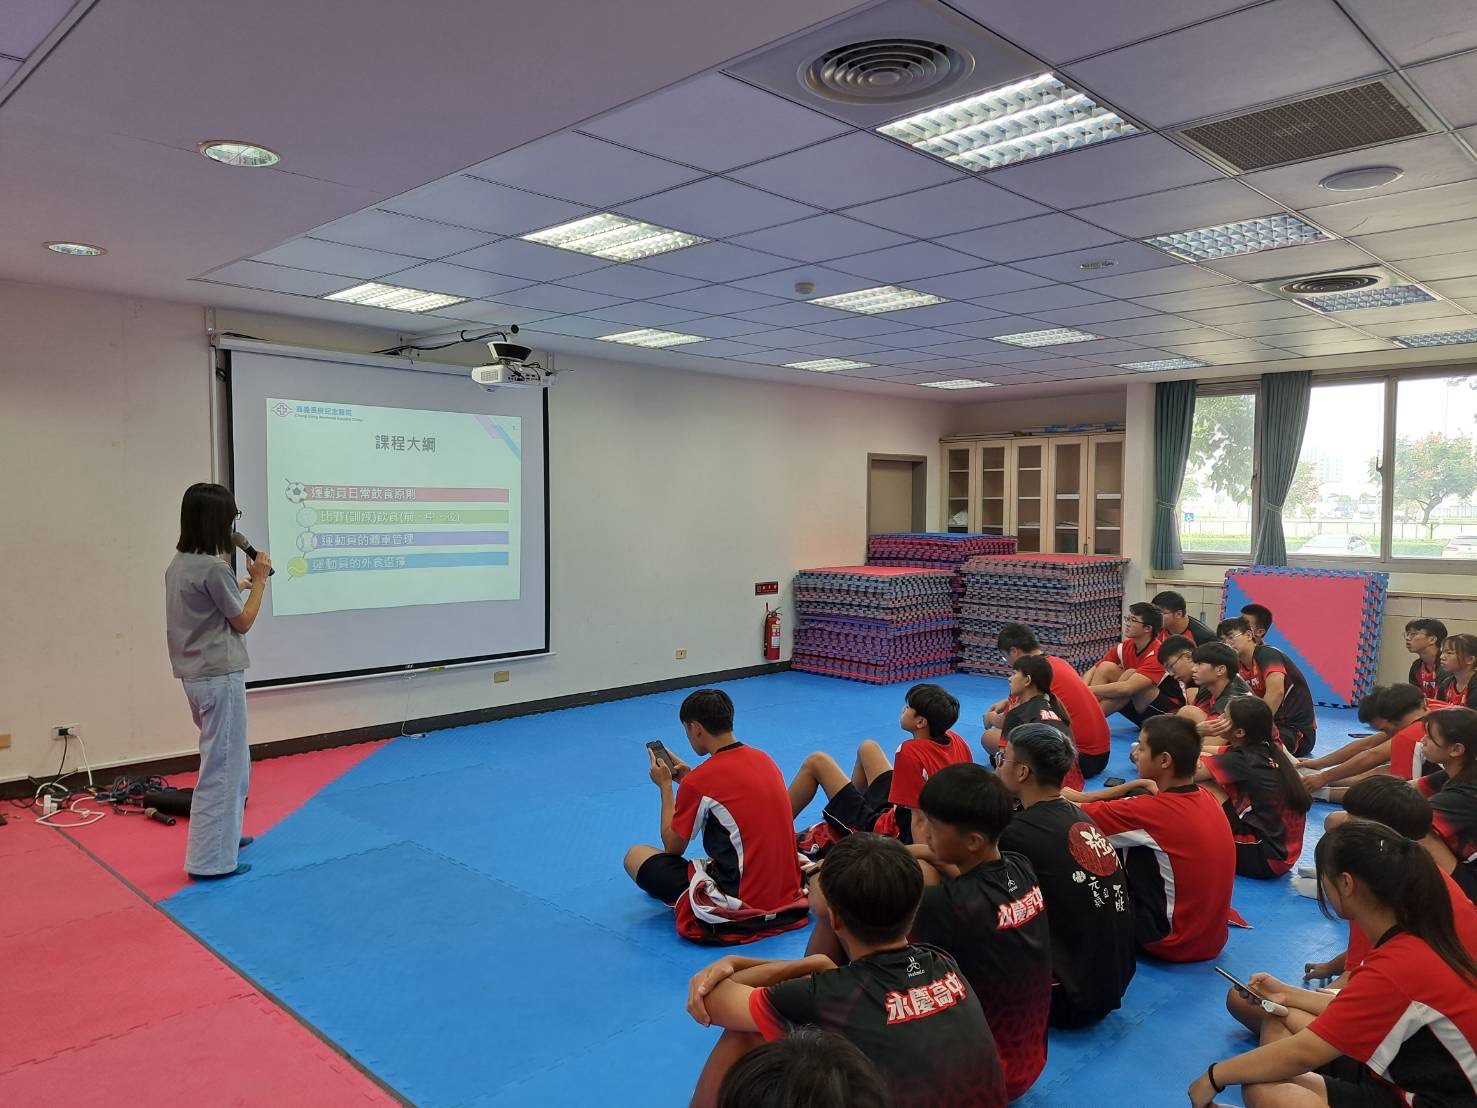 嘉義長庚紀念醫院
課程大綱
運動員日常飲食原則
比賽(訓練)飲食(前、中、後)
運動員的體重管理
運動員的外食選擇
永慶高中
永慶高中
元氣